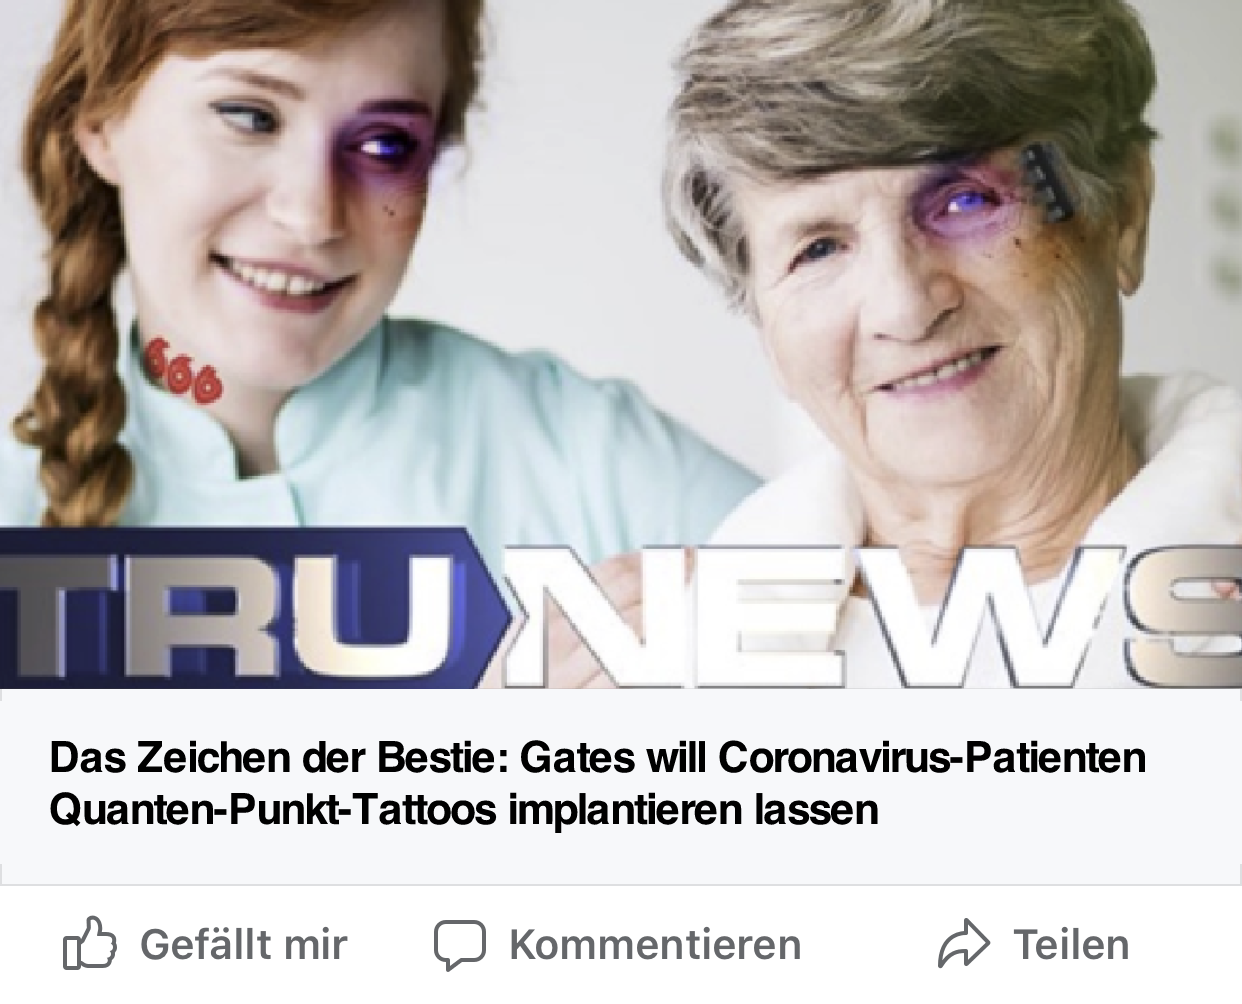 666
TRUNEWS
Das Zeichen der Bestie: Gates will Coronavirus-Patienten
Quanten-Punkt-Tattoos implantieren lassen
Gefällt mir Kommentieren Teilen